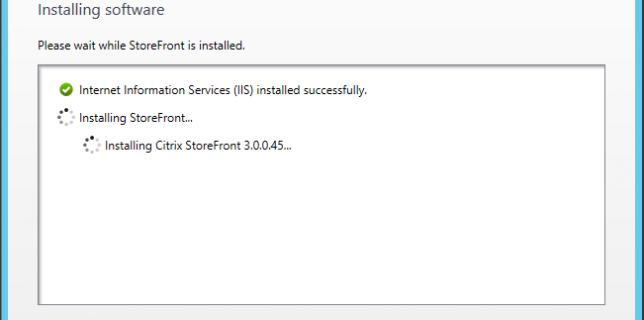 Installing software
Please wait while StoreFront is installed.
Internet Information Services (IIS) installed successfully.
Installing StoreFront...
Installing Citrix StoreFront 3.0.0.45...